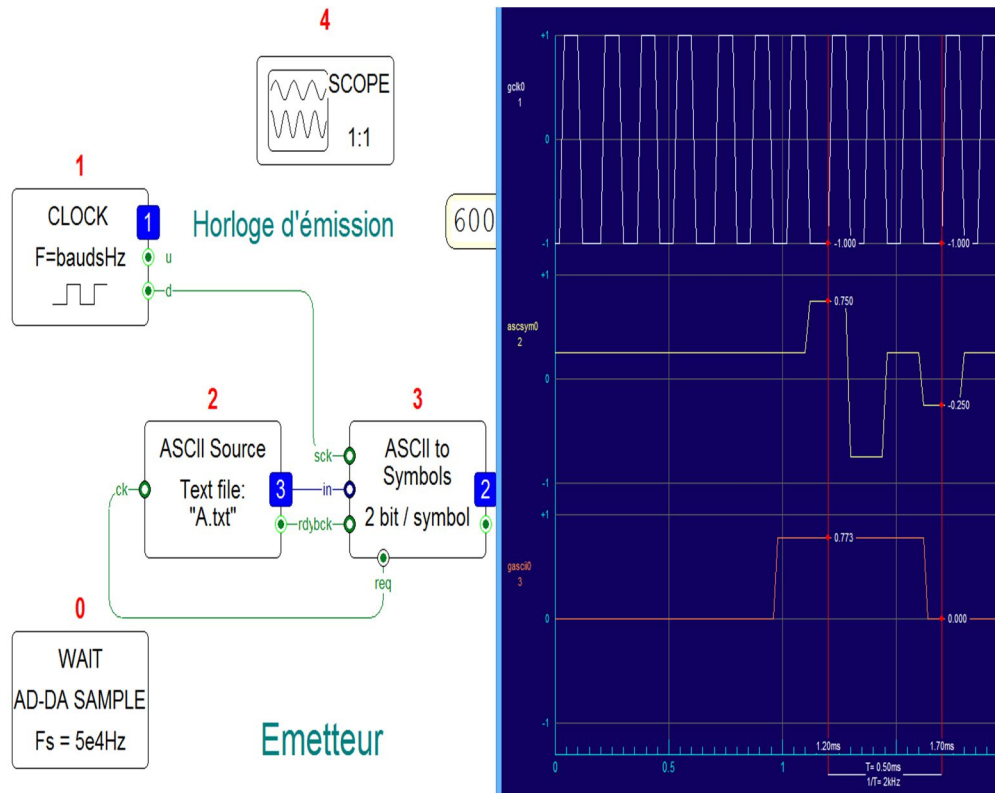 4
SCOPE
1:1
1
CLOCK
1
F=baudsHz
u
d
Horloge d'émission
600
2
3
ASCII Source
Text file:
"A.txt"
ck
3
in
rdybck
sck
ASCII to
Symbols
2 bit / symbol
2
req
0
WAIT
AD-DA SAMPLE
Fs = 5e4Hz
Emetteur
+1
gclk0
1
0
-1
-1.000
-1.000
+1
0.750
ascsym0
2
0
-0.250
-1
+1
0.773
gascii0
3
0
0.000
-1
1.20ms
1.70ms
0
0.5
1
T= 0.50ms
1/T= 2kHz